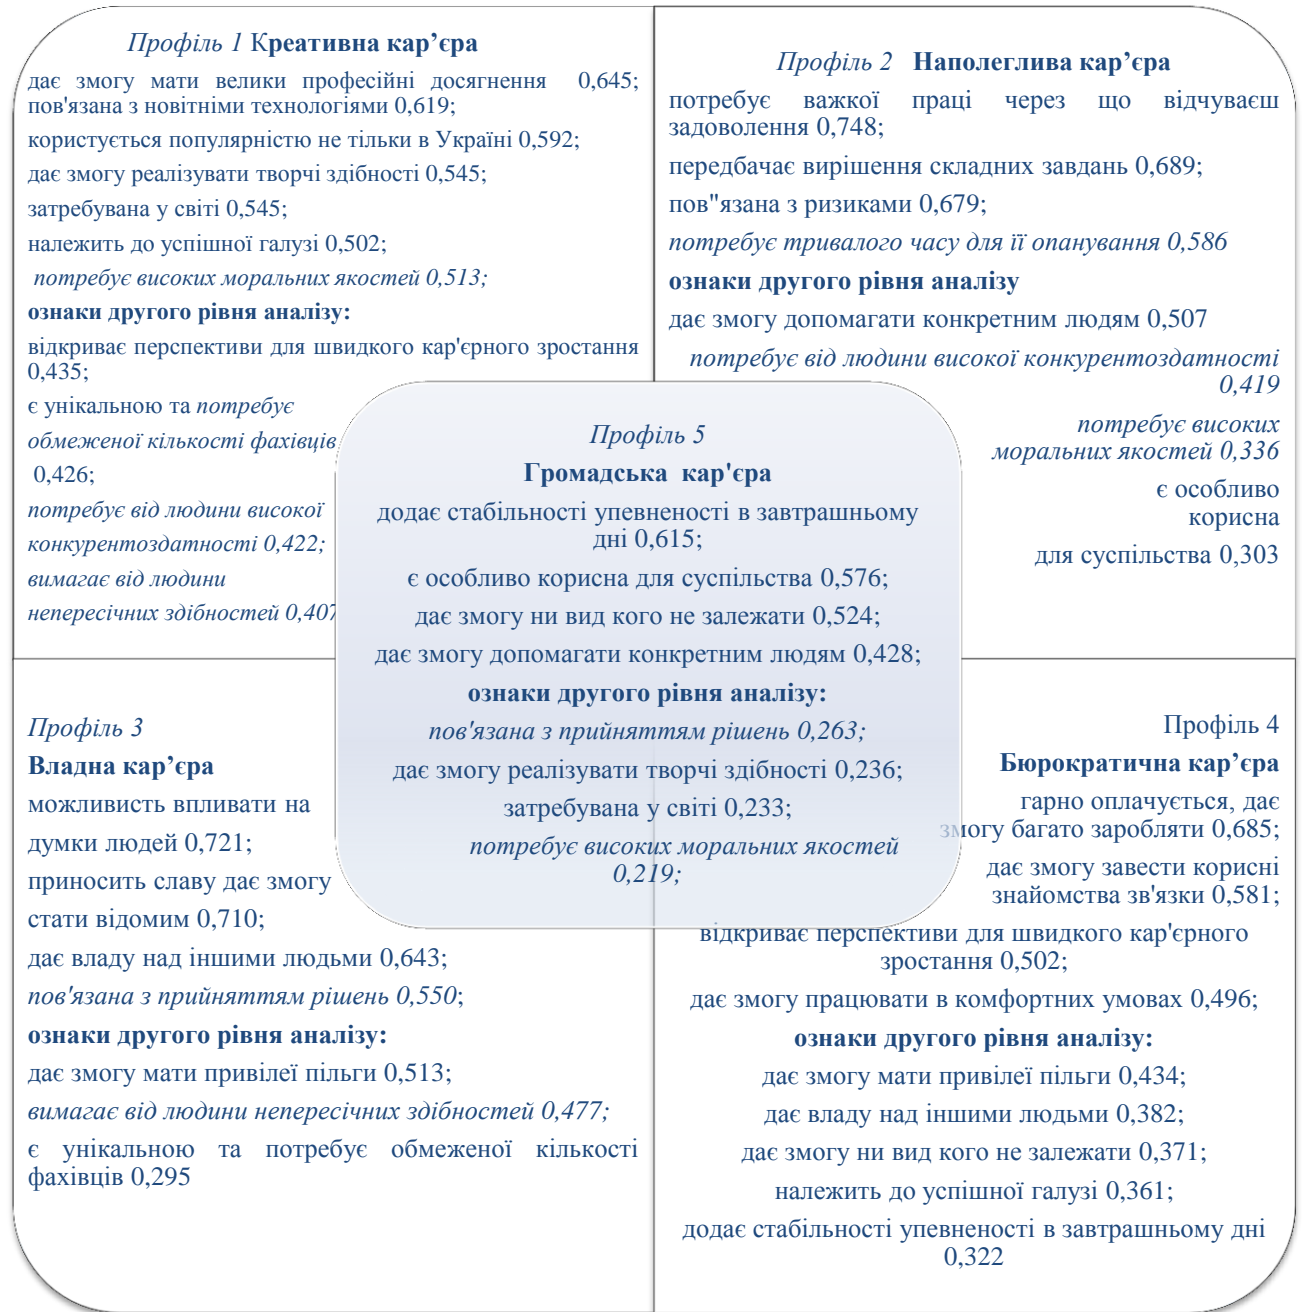 Профіль 1 Креативна кар’єра
дає змогу мати велики професійні досягнення 0,645;
пов'язана з новітніми технологіями 0,619;
користується популярністю не тільки в Україні 0,592;
дає змогу реалізувати творчі здібності 0,545;
затребувана у світі 0,545;
належить до успішної галузі 0,502;
потребує високих моральних якостей 0,513;
ознаки другого рівня аналізу:
відкриває перспективи для швидкого кар'єрного зростання
0,435;
є унікальною та потребує
обмеженої кількості фахівців
0,426;
потребує від людини високої
конкурентоздатності 0,422;
вимагає від людини
непересічних здібностей 0,407
Профіль 2 Наполеглива кар’єра
потребує важкої праці через що відчуваєш
задоволення 0,748;
передбачає вирішення складних завдань 0,689;
пов"язана з ризиками 0,679;
потребує тривалого часу для її опанування 0,586
ознаки другого рівня аналізу
дає змогу допомагати конкретним людям 0,507
потребує від людини високої конкурентоздатності
0,419
потребує високих
моральних якостей 0,336
є особливо
корисна
для суспільства 0,303
Профіль 5
Громадська кар'єра
додає стабільності упевненості в завтрашньому
дні 0,615;
є особливо корисна для суспільства 0,576;
дає змогу ни вид кого не залежати 0,524;
дає змогу допомагати конкретним людям 0,428;
ознаки другого рівня аналізу:
пов'язана з прийняттям рішень 0,263;
дає змогу реалізувати творчі здібності 0,236;
затребувана у світі 0,233;
потребує високих моральних якостей
0,219;
Профіль 3
Владна кар’єра
можливисть впливати на
думки людей 0,721;
приносить славу дає змогу
стати відомим 0,710;
дає владу над іншими людьми 0,643;
пов'язана з прийняттям рішень 0,550;
ознаки другого рівня аналізу:
дає змогу мати привілеї пільги 0,513;
вимагає від людини непересічних здібностей 0,477;
є унікальною та потребує обмеженої кількості
фахівців 0,295
Профіль 4
Бюрократична кар’єра
гарно оплачується, дає
змогу багато заробляти 0,685;
дає змогу завести корисні
знайомства зв'язки 0,581;
відкриває перспективи для швидкого кар'єрного
зростання 0,502;
дає змогу працювати в комфортних умовах 0,496;
ознаки другого рівня аналізу:
дає змогу мати привілеї пільги 0,434;
дає владу над іншими людьми 0,382;
дає змогу ни вид кого не залежати 0,371;
належить до успішної галузі 0,361;
додає стабільності упевненості в завтрашньому дні
0,322